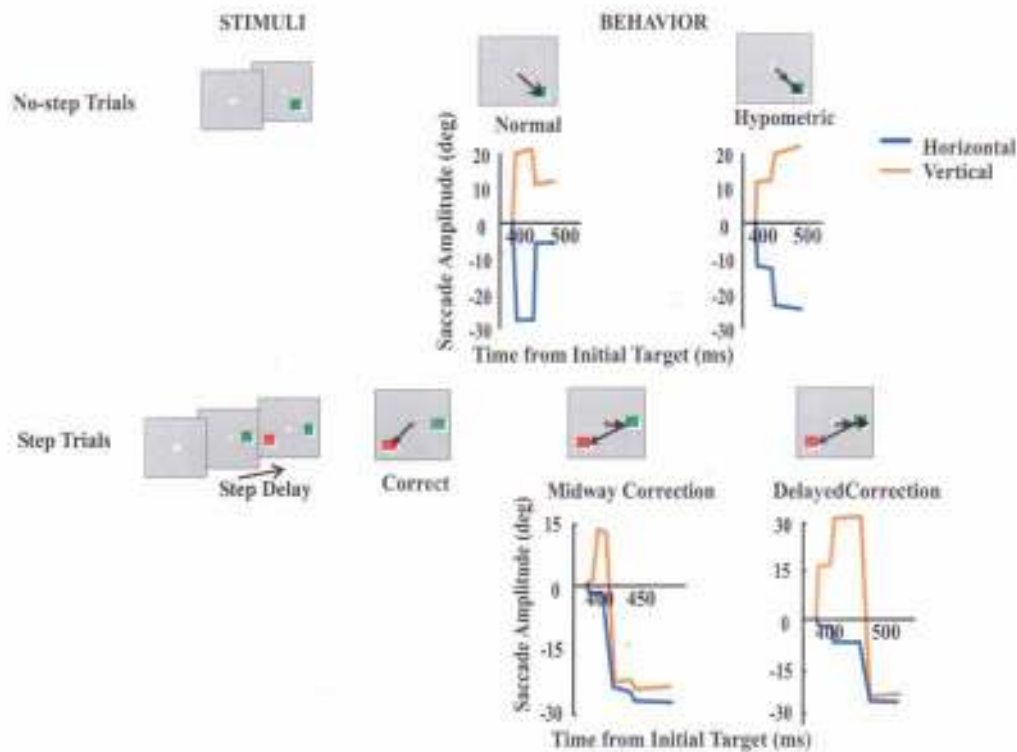 STIMULI
BEHAVIOR
No-step Trials
Normal
Hypometric
Horizontal
Vertical
Saccade Amplitude (deg)
20
10
0
-10
-20
-30
400 500
20
10
0
-10
-20
-30
400 500
Time from Initial Target (ms)
Step Trials
Step Delay
Correct
Midway Correction
DelayedCorrection
Saccade Amplitude (deg)
15
0
-15
-30
400 450
30
15
0
-15
-30
400 500
Time from Initial Target (ms)